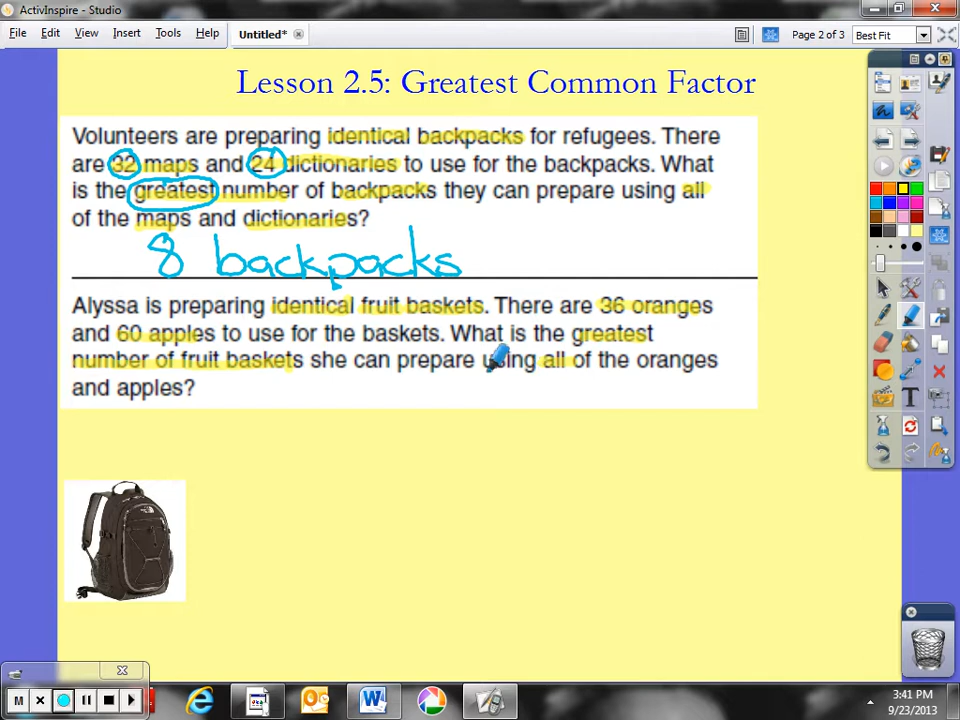 ActivInspire - Studio
File Edit View Insert Tools Help Untitled* Page 2 of 3 Best Fit
Lesson 2.5: Greatest Common Factor
Volunteers are preparing identical backpacks for refugees. There
are 32 maps and 24 dictionaries to use for the backpacks. What
is the greatest number of backpacks they can prepare using all
of the maps and dictionaries?
8 backpacks
Alyssa is preparing identical fruit baskets. There are 36 oranges
and 60 apples to use for the baskets. What is the greatest
number of fruit baskets she can prepare using all of the oranges
and apples?
M
3:41 PM
9/23/2013